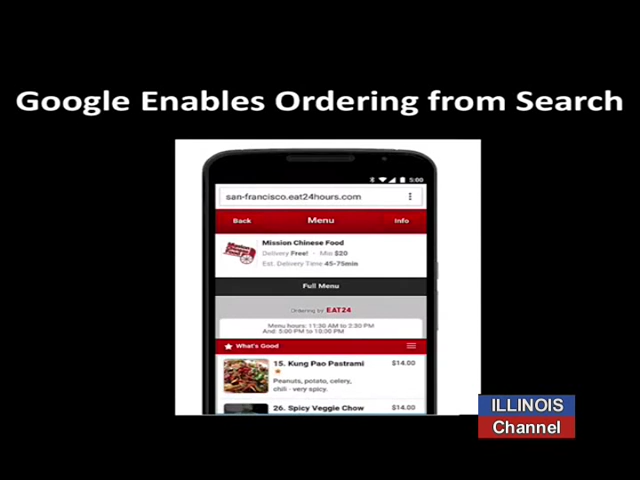 Google Enables Ordering from Search
5:00
san-francisco.eat24hours.com
Back Menu Info
Mission Chinese Food
Delivery Free! - Min $20
Est. Delivery Time 45-75min
Full Menu
Ordering by EAT24
Menu hours: 11:30 AM to 2:30 PM
And: 5:00 PM to 10:30 PM
What's Good
15. Kung Pao Pastrami $14.00
Peanuts, potato, celery,
chili - very spicy.
26. Spicy Veggie Chow $14.00
ILLINOIS
Channel